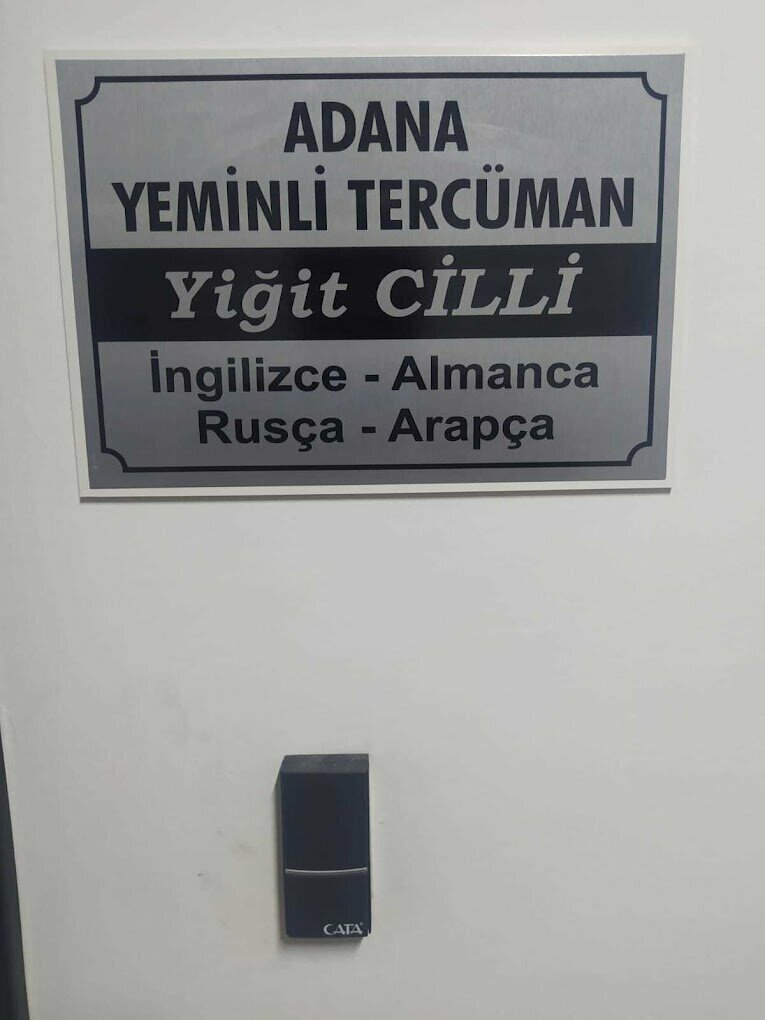 ADANA
YEMİNLİ TERCÜMAN
Yiğit CİLLİ
İngilizce - Almanca
Rusça - Arapça
CATA